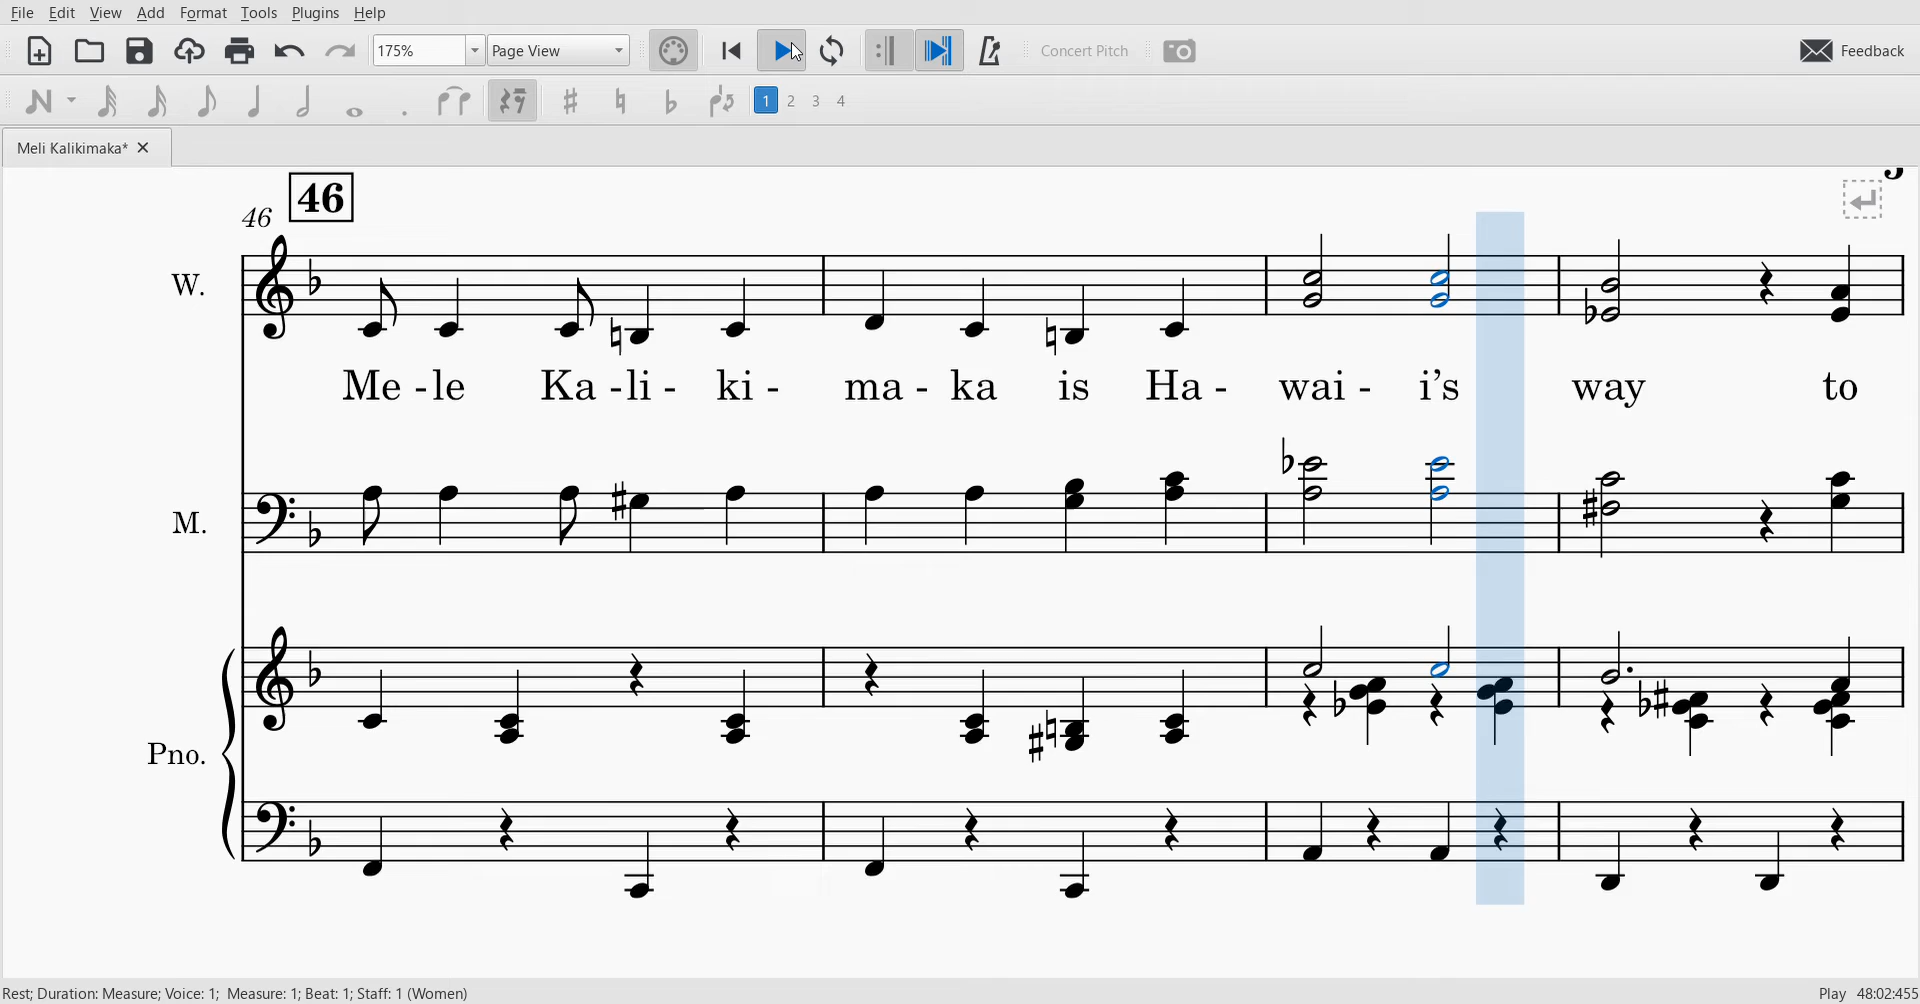 File Edit View Add Format Tools Plugins Help
175% Page View Concert Pitch Feedback
1 2 3 4
Meli Kalikimaka*
46
46
W.
Me - le Ka - li - ki - ma - ka is Ha - wai - i's way to
M.
Pno.
Rest; Duration: Measure; Voice: 1; Measure: 1; Beat: 1; Staff: 1 (Women) Play 48:02:455